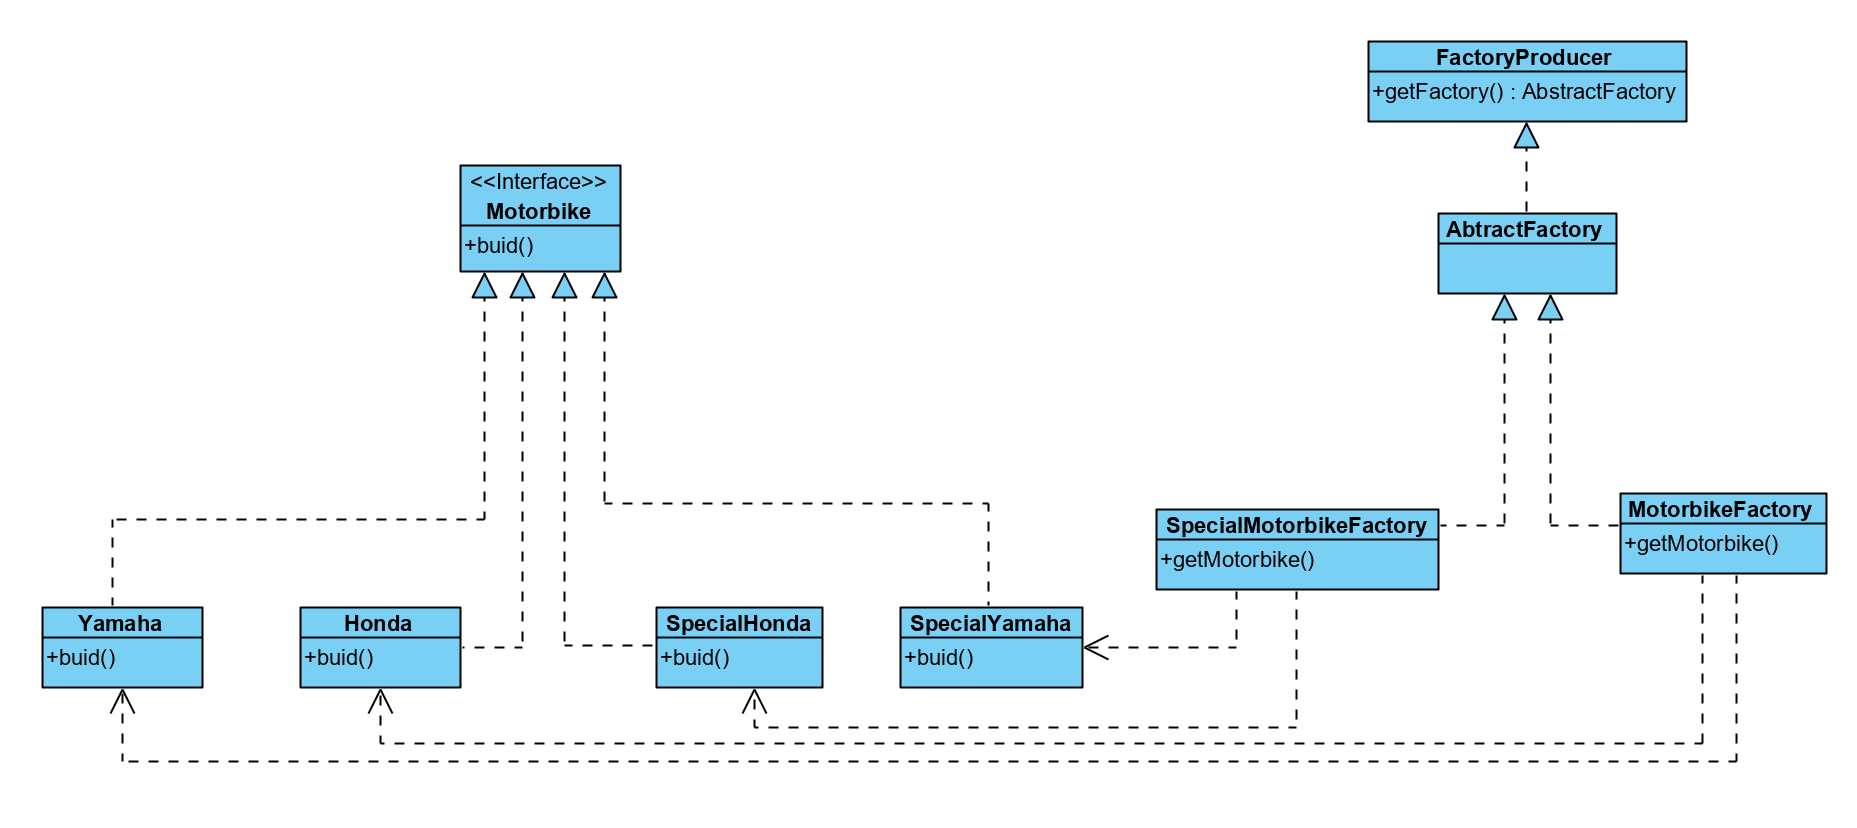 FactoryProducer
+getFactory() : AbstractFactory
<<Interface>>
Motorbike
+buid()
AbtractFactory
SpecialMotorbikeFactory
+getMotorbike()
MotorbikeFactory
+getMotorbike()
Yamaha
+buid()
Honda
+buid()
SpecialHonda
+buid()
SpecialYamaha
+buid()